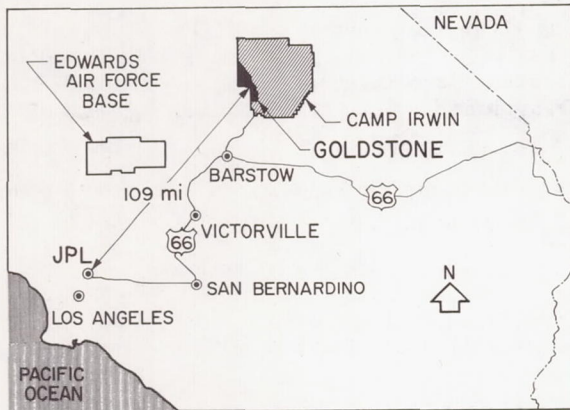 NEVADA
EDWARDS
AIR FORCE
BASE
CAMP IRWIN
GOLDSTONE
BARSTOW
109 mi
66
VICTORVILLE
66
JPL
N
SAN BERNARDINO
LOS ANGELES
PACIFIC
OCEAN